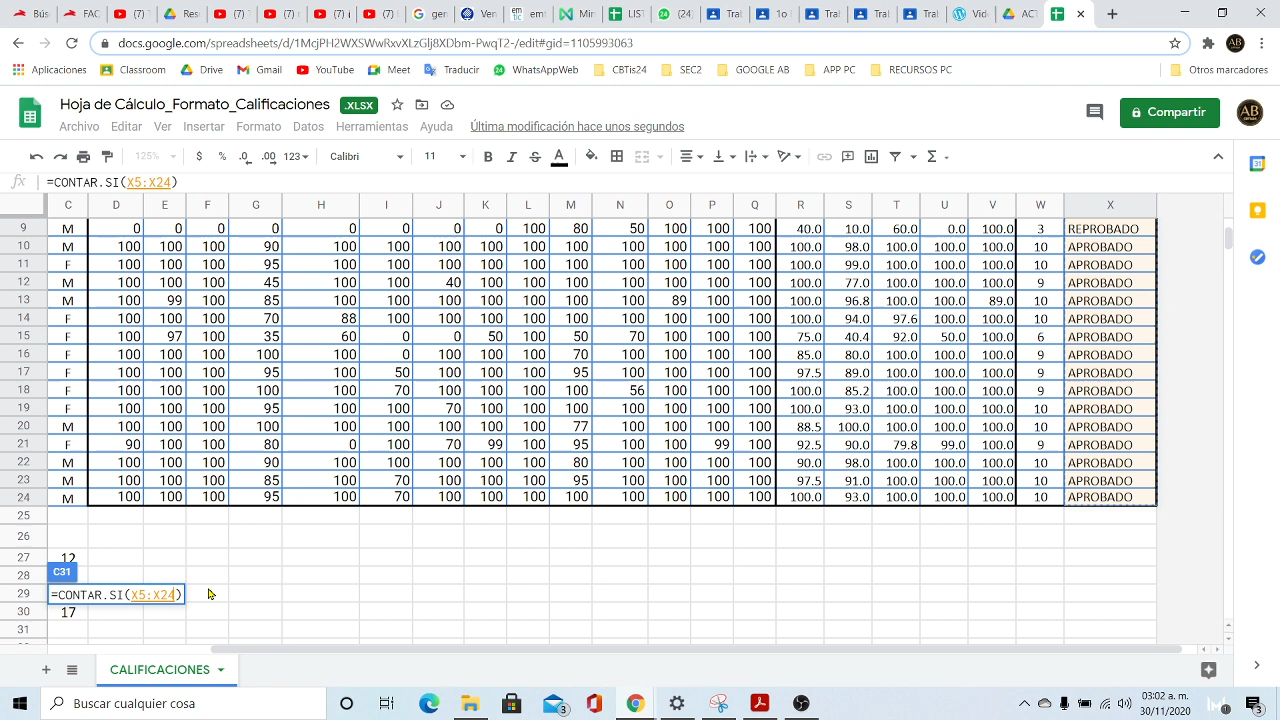 Bus
FAC
(7)
(7)
(7)
(7)
ger
Ver
em
Mir
LIS
(24)
Tral
1o
Tral
Tral
Tral
Vid
ACT
docs.google.com/spreadsheets/d/1McjPH2WXSWwRxvXLzGlj8XDbm-PwqT2-/edit#gid=1105993063
Aplicaciones Classroom Drive Gmail YouTube Meet Traducir WhatsAppWeb CBTis24 SEC2 GOOGLE AB APP PC RECURSOS PC Otros marcadores
Hoja de Cálculo_Formato_Calificaciones .XLSX
Compartir
Archivo Editar Ver Insertar Formato Datos Herramientas Ayuda Última modificación hace unos segundos
125% $ % .0 .00 123 Calibri 11 B I S A Σ
fx =CONTAR.SI(X5:X24)
C D E F G H I J K L M N O P Q R S T U V W X
9 M 0 0 0 0 0 0 0 0 100 80 50 100 100 100 40.0 10.0 60.0 0.0 100.0 3 REPROBADO
10 M 100 100 100 90 100 100 100 100 100 100 100 100 100 100 100.0 98.0 100.0 100.0 100.0 10 APROBADO
11 F 100 100 100 95 100 100 100 100 100 100 100 100 100 100 100.0 99.0 100.0 100.0 100.0 10 APROBADO
12 M 100 100 100 45 100 100 40 100 100 100 100 100 100 100 100.0 77.0 100.0 100.0 100.0 9 APROBADO
13 M 100 99 100 85 100 100 100 100 100 100 100 89 100 100 100.0 96.8 100.0 100.0 89.0 10 APROBADO
14 F 100 100 100 70 88 100 100 100 100 100 100 100 100 100 100.0 94.0 97.6 100.0 100.0 10 APROBADO
15 F 100 97 100 35 60 0 0 50 100 50 70 100 100 100 75.0 40.4 92.0 50.0 100.0 6 APROBADO
16 F 100 100 100 100 100 0 100 100 100 70 100 100 100 100 85.0 80.0 100.0 100.0 100.0 9 APROBADO
17 F 100 100 100 95 100 50 100 100 100 95 100 100 100 100 97.5 89.0 100.0 100.0 100.0 9 APROBADO
18 F 100 100 100 100 100 70 100 100 100 100 56 100 100 100 100.0 85.2 100.0 100.0 100.0 9 APROBADO
19 F 100 100 100 95 100 100 70 100 100 100 100 100 100 100 100.0 93.0 100.0 100.0 100.0 10 APROBADO
20 M 100 100 100 100 100 100 100 100 100 77 100 100 100 100 88.5 100.0 100.0 100.0 100.0 10 APROBADO
21 F 90 100 100 80 0 100 70 99 100 95 100 100 99 100 92.5 90.0 79.8 99.0 100.0 9 APROBADO
22 M 100 100 100 90 100 100 100 100 100 80 100 100 100 100 90.0 98.0 100.0 100.0 100.0 10 APROBADO
23 M 100 100 100 85 100 70 100 100 100 95 100 100 100 100 97.5 91.0 100.0 100.0 100.0 10 APROBADO
24 M 100 100 100 95 100 70 100 100 100 100 100 100 100 100 100.0 93.0 100.0 100.0 100.0 10 APROBADO
25
26
27 12
28 C31
29 =CONTAR.SI(X5:X24)
30 17
31
CALIFICACIONES
Buscar cualquier cosa
3
03:02 a. m.
30/11/2020
3